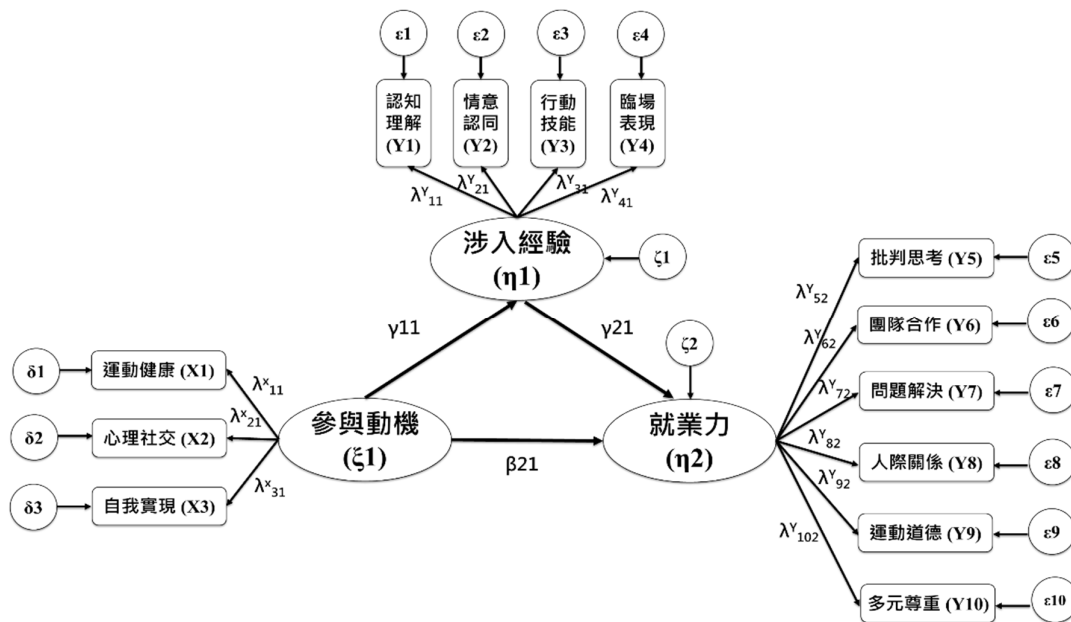 ε1 ε2 ε3 ε4
認知
理解
(Y1)
情意
認同
(Y2)
行動
技能
(Y3)
臨場
表現
(Y4)
λY11
λY21
λY31
λY41
涉入經驗
(η1)
ζ1
γ11
γ21
ζ2
δ1
運動健康 (X1)
δ2
心理社交 (X2)
δ3
自我實現 (X3)
λx11
λx21
λx31
參與動機
(ξ1)
β21
就業力
(η2)
λY52
λY62
λY72
λY82
λY92
λY102
批判思考 (Y5)
ε5
團隊合作 (Y6)
ε6
問題解決 (Y7)
ε7
人際關係 (Y8)
ε8
運動道德 (Y9)
ε9
多元尊重 (Y10)
ε10